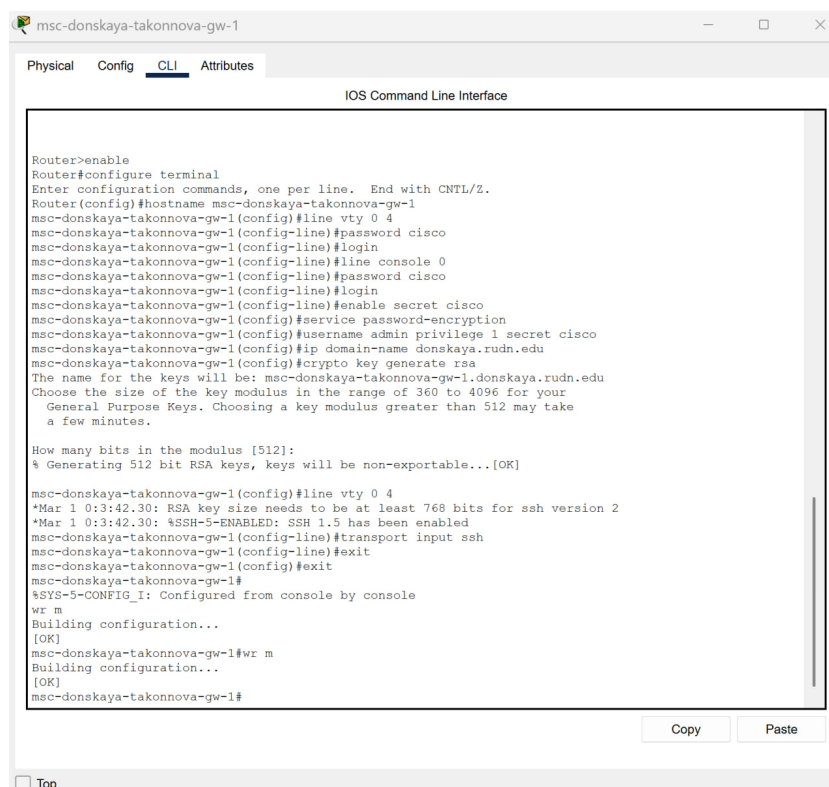 msc-donskaya-takonnova-gw-1
Physical Config CLI Attributes
IOS Command Line Interface
Router>enable
Router#configure terminal
Enter configuration commands, one per line.  End with CNTL/Z.
Router(config)#hostname msc-donskaya-takonnova-gw-1
msc-donskaya-takonnova-gw-1(config)#line vty 0 4
msc-donskaya-takonnova-gw-1(config-line)#password cisco
msc-donskaya-takonnova-gw-1(config-line)#login
msc-donskaya-takonnova-gw-1(config-line)#line console 0
msc-donskaya-takonnova-gw-1(config-line)#password cisco
msc-donskaya-takonnova-gw-1(config-line)#login
msc-donskaya-takonnova-gw-1(config-line)#enable secret cisco
msc-donskaya-takonnova-gw-1(config)#service password-encryption
msc-donskaya-takonnova-gw-1(config)#username admin privilege 1 secret cisco
msc-donskaya-takonnova-gw-1(config)#ip domain-name donskaya.rudn.edu
msc-donskaya-takonnova-gw-1(config)#crypto key generate rsa
The name for the keys will be: msc-donskaya-takonnova-gw-1.donskaya.rudn.edu
Choose the size of the key modulus in the range of 360 to 4096 for your
  General Purpose Keys. Choosing a key modulus greater than 512 may take
  a few minutes.
How many bits in the modulus [512]:
% Generating 512 bit RSA keys, keys will be non-exportable...[OK]
msc-donskaya-takonnova-gw-1(config)#line vty 0 4
*Mar 1 0:3:42.30: RSA key size needs to be at least 768 bits for ssh version 2
*Mar 1 0:3:42.30: %SSH-5-ENABLED: SSH 1.5 has been enabled
msc-donskaya-takonnova-gw-1(config-line)#transport input ssh
msc-donskaya-takonnova-gw-1(config-line)#exit
msc-donskaya-takonnova-gw-1(config)#exit
msc-donskaya-takonnova-gw-1#
%SYS-5-CONFIG_I: Configured from console by console
wr m
Building configuration...
[OK]
msc-donskaya-takonnova-gw-1#wr m
Building configuration...
[OK]
msc-donskaya-takonnova-gw-1#
Copy Paste
Top